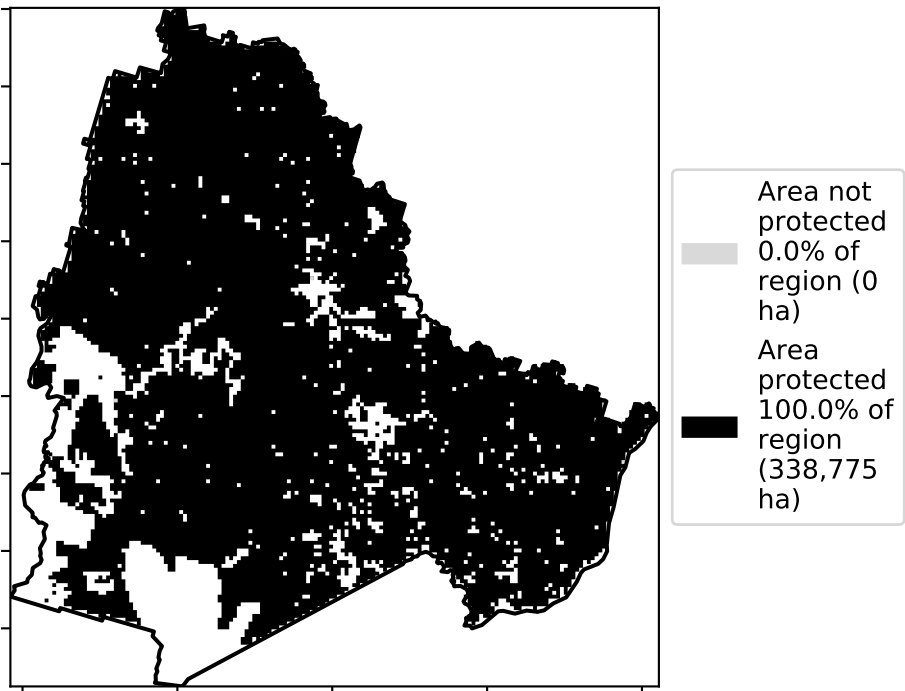 Area not
protected
0.0% of
region (0
ha)
Area
protected
100.0% of
region
(338,775
ha)